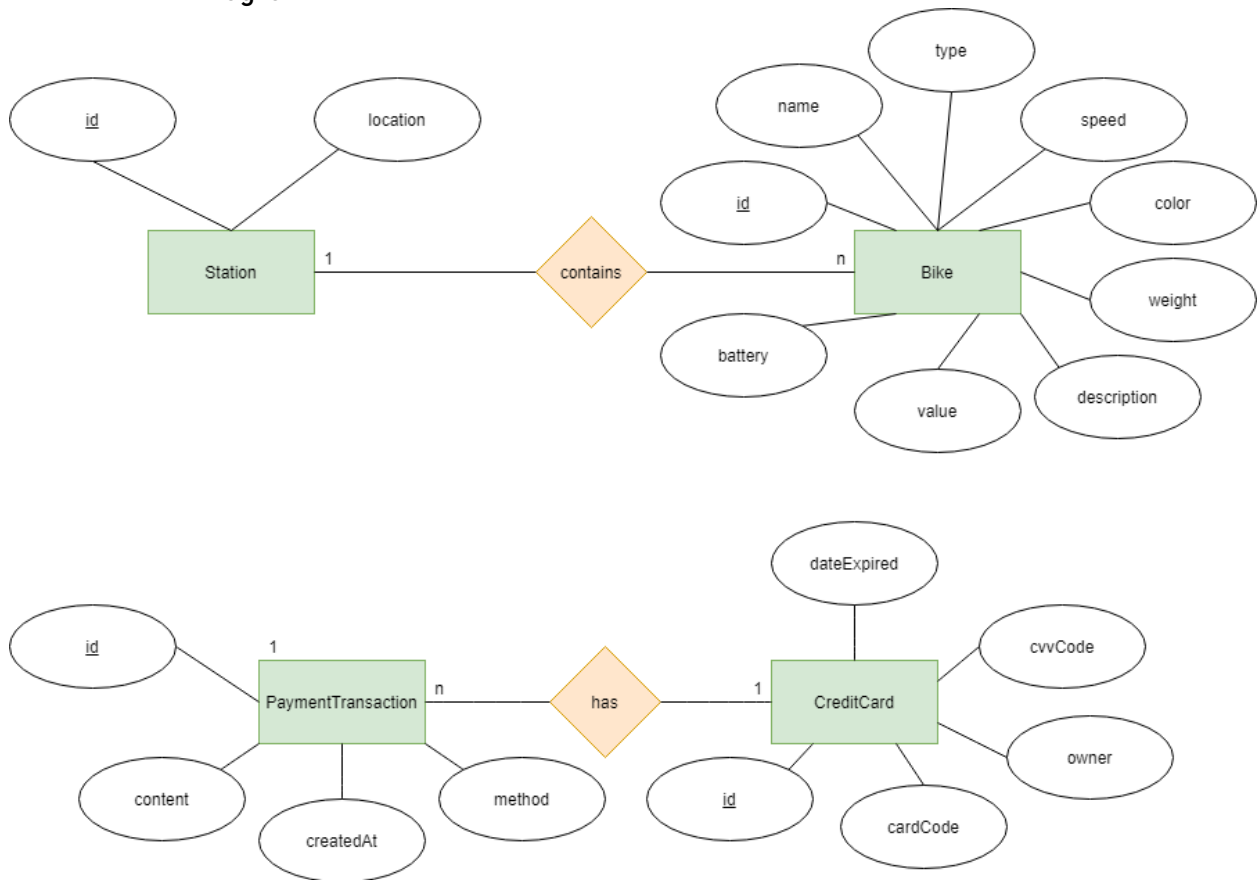 type
name
speed
id
location
id
color
Station
1
contains
n
Bike
weight
battery
value
description
dateExpired
id
1
cvvCode
PaymentTransaction
n
has
1
CreditCard
owner
content
createdAt
method
id
cardCode